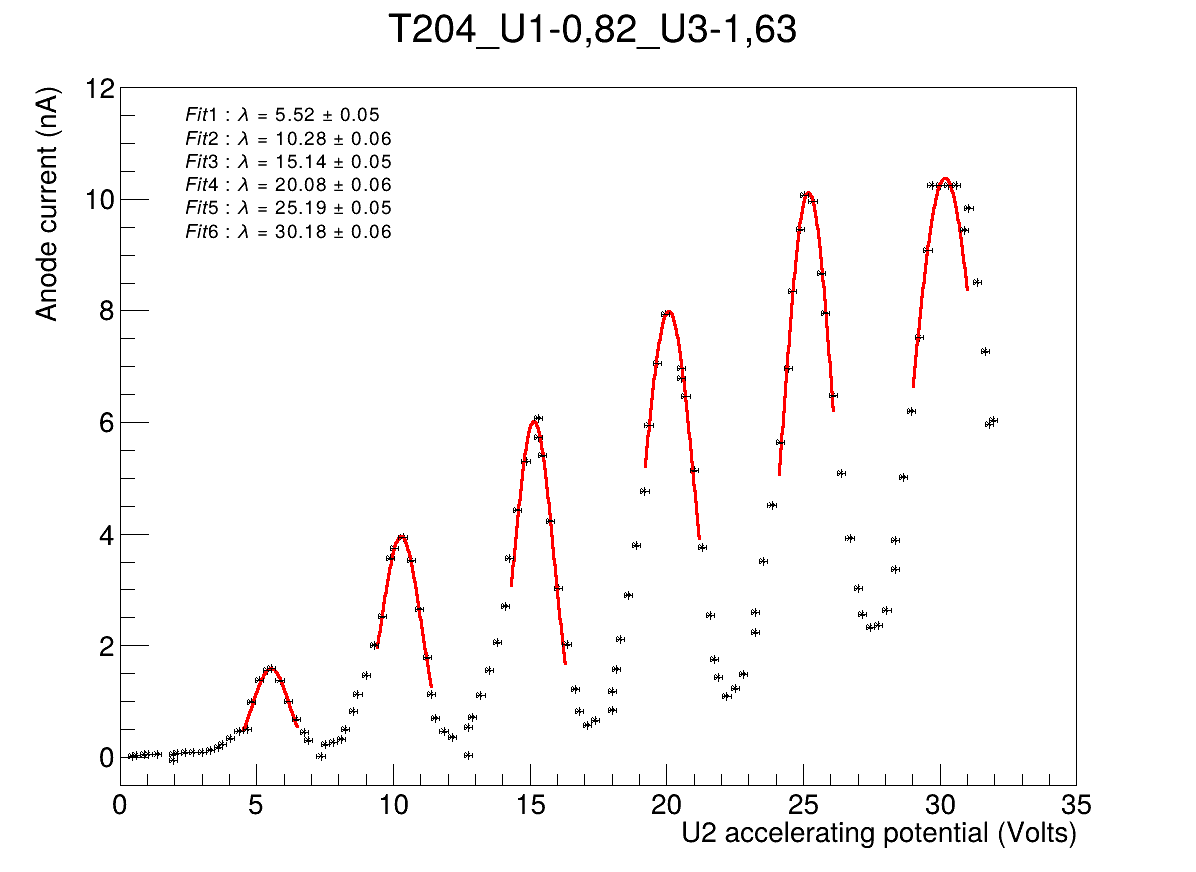 T204_U1-0,82_U3-1,63
Anode current (nA)
12
10
8
6
4
2
0
Fit1 : λ = 5.52 ± 0.05
Fit2 : λ = 10.28 ± 0.06
Fit3 : λ = 15.14 ± 0.05
Fit4 : λ = 20.08 ± 0.06
Fit5 : λ = 25.19 ± 0.05
Fit6 : λ = 30.18 ± 0.06
0 5 10 15 20 25 30 35
U2 accelerating potential (Volts)